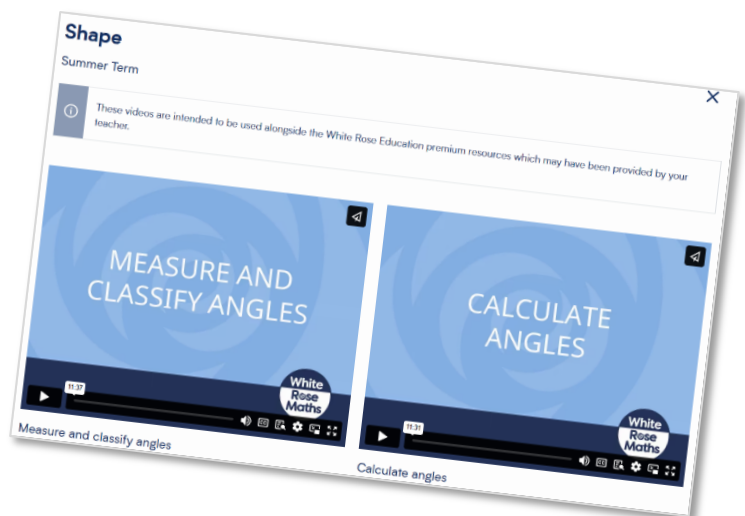 Shape
Summer Term
These videos are intended to be used alongside the White Rose Education premium resources which may have been provided by your
teacher.
MEASURE AND
CLASSIFY ANGLES
11:37
White
Rose
Maths
Measure and classify angles
CALCULATE
ANGLES
11:31
White
Rose
Maths
Calculate angles